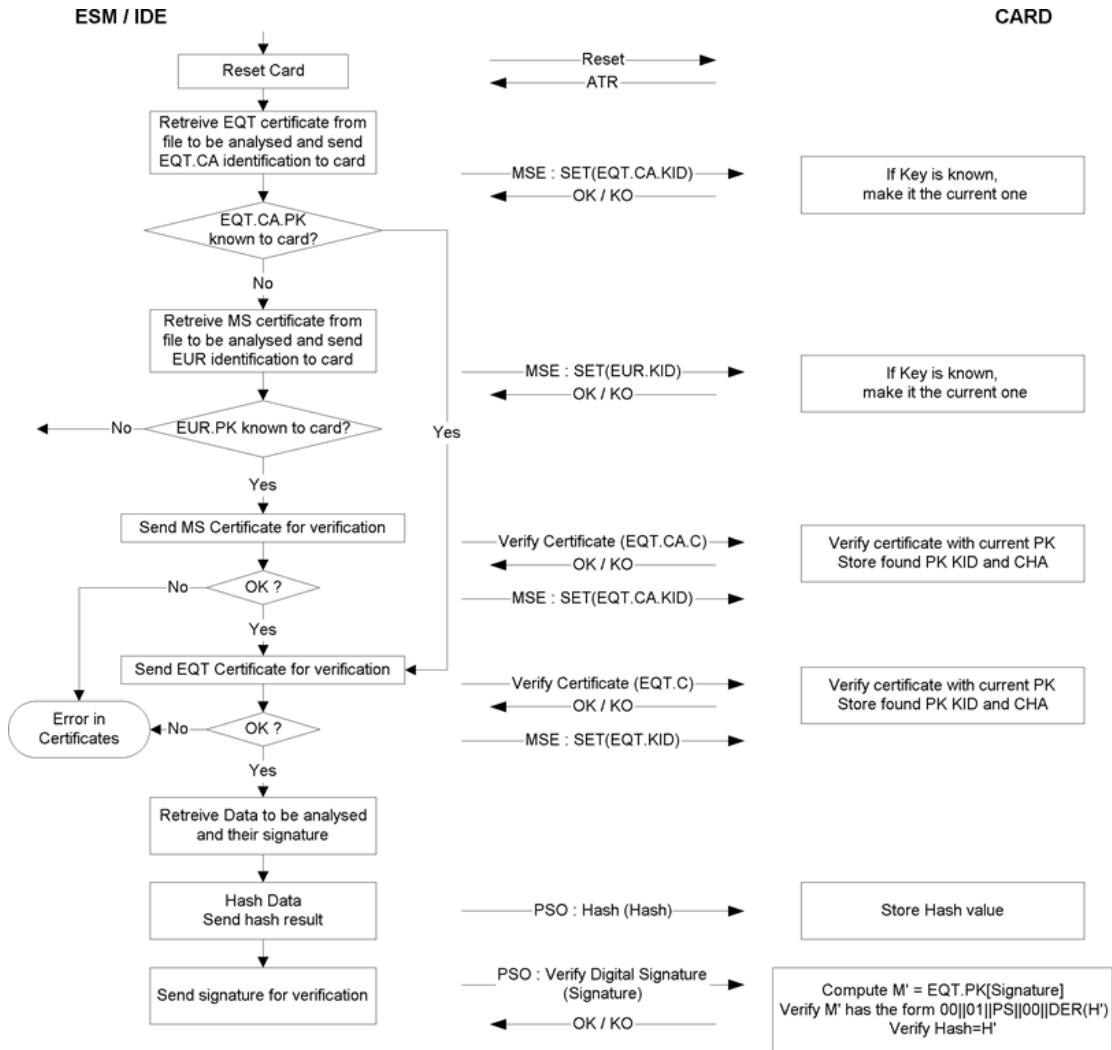 ESM / IDE
CARD
Reset Card
Reset
ATR
Retreive EQT certificate from
file to be analysed and send
EQT.CA identification to card
MSE : SET(EQT.CA.KID)
OK / KO
If Key is known,
make it the current one
EQT.CA.PK
known to card?
No
Retreive MS certificate from
file to be analysed and send
EUR identification to card
MSE : SET(EUR.KID)
OK / KO
If Key is known,
make it the current one
No
EUR.PK known to card?
Yes
Yes
Send MS Certificate for verification
Verify Certificate (EQT.CA.C)
OK / KO
Verify certificate with current PK
Store found PK KID and CHA
No
OK ?
MSE : SET(EQT.CA.KID)
Yes
Send EQT Certificate for verification
Verify Certificate (EQT.C)
OK / KO
Verify certificate with current PK
Store found PK KID and CHA
Error in
Certificates
No
OK ?
MSE : SET(EQT.KID)
Yes
Retreive Data to be analysed
and their signature
Hash Data
Send hash result
PSO : Hash (Hash)
Store Hash value
Send signature for verification
PSO : Verify Digital Signature
(Signature)
OK / KO
Compute M' = EQT.PK[Signature]
Verify M' has the form 00||01||PS||00||DER(H')
Verify Hash=H'